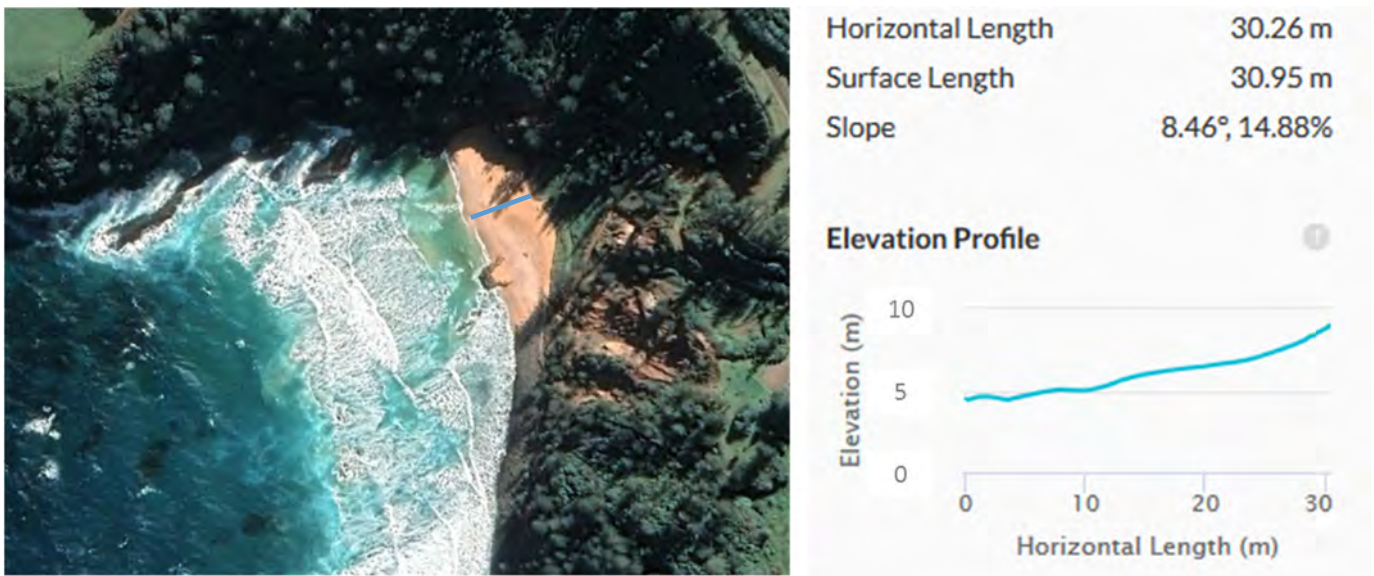 Horizontal Length 30.26 m
Surface Length 30.95 m
Slope 8.46°, 14.88%
Elevation Profile
Elevation (m)
10
5
0
0 10 20 30
Horizontal Length (m)